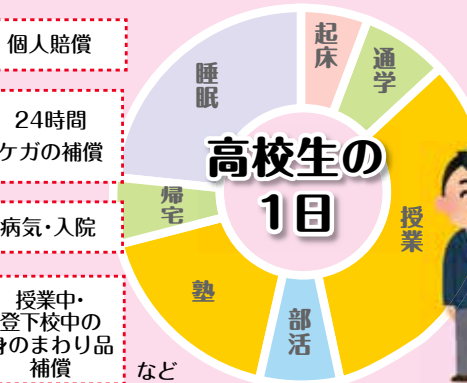 個人賠償
24時間
ケガの補償
病気・入院
授業中・
登下校中の
身のまわり品
補償
など
高校生の
1日
起床
通学
授業
部活
塾
帰宅
睡眠